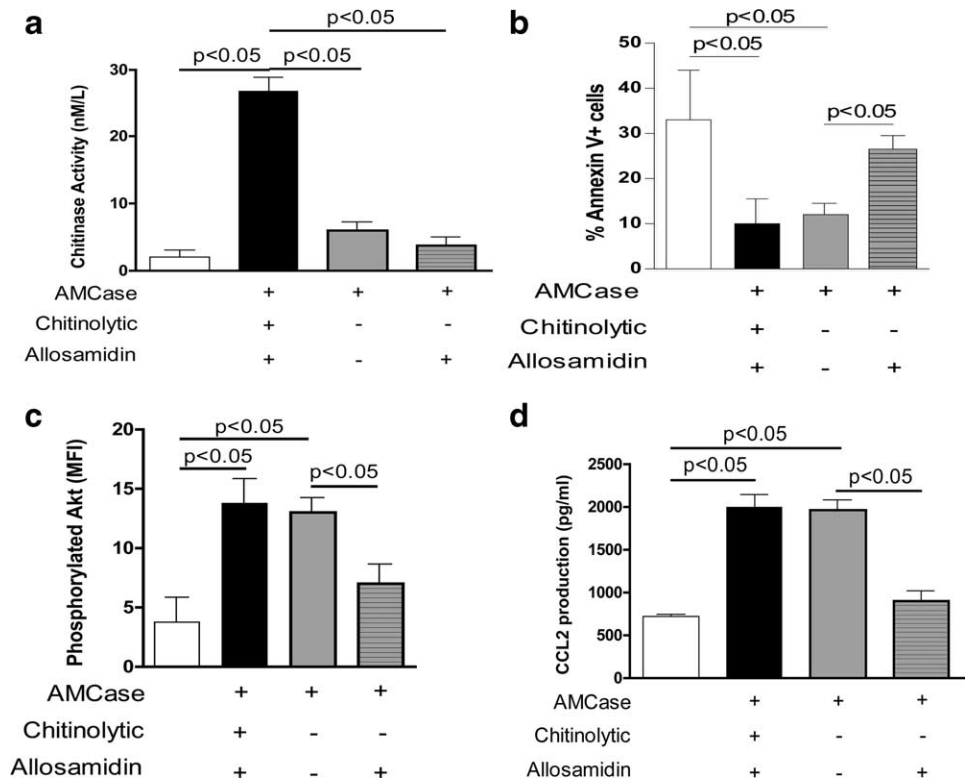 a
p<0.05
p<0.05 p<0.05
Chitinase Activity (nM/L)
30
20
10
0
AMCase + + +
Chitinolytic + - -
Allosamidin + - +
b
p<0.05
p<0.05
p<0.05
% Annexin V+ cells
50
40
30
20
10
0
AMCase + + +
Chitinolytic + - -
Allosamidin + - +
c
p<0.05
p<0.05 p<0.05
Phosphorylated Akt (MFI)
20
15
10
5
0
AMCase + + +
Chitinolytic + - -
Allosamidin + - +
d
p<0.05
p<0.05 p<0.05
CCL2 production (pg/ml)
2500
2000
1500
1000
500
0
AMCase + + +
Chitinolytic + - -
Allosamidin + - +